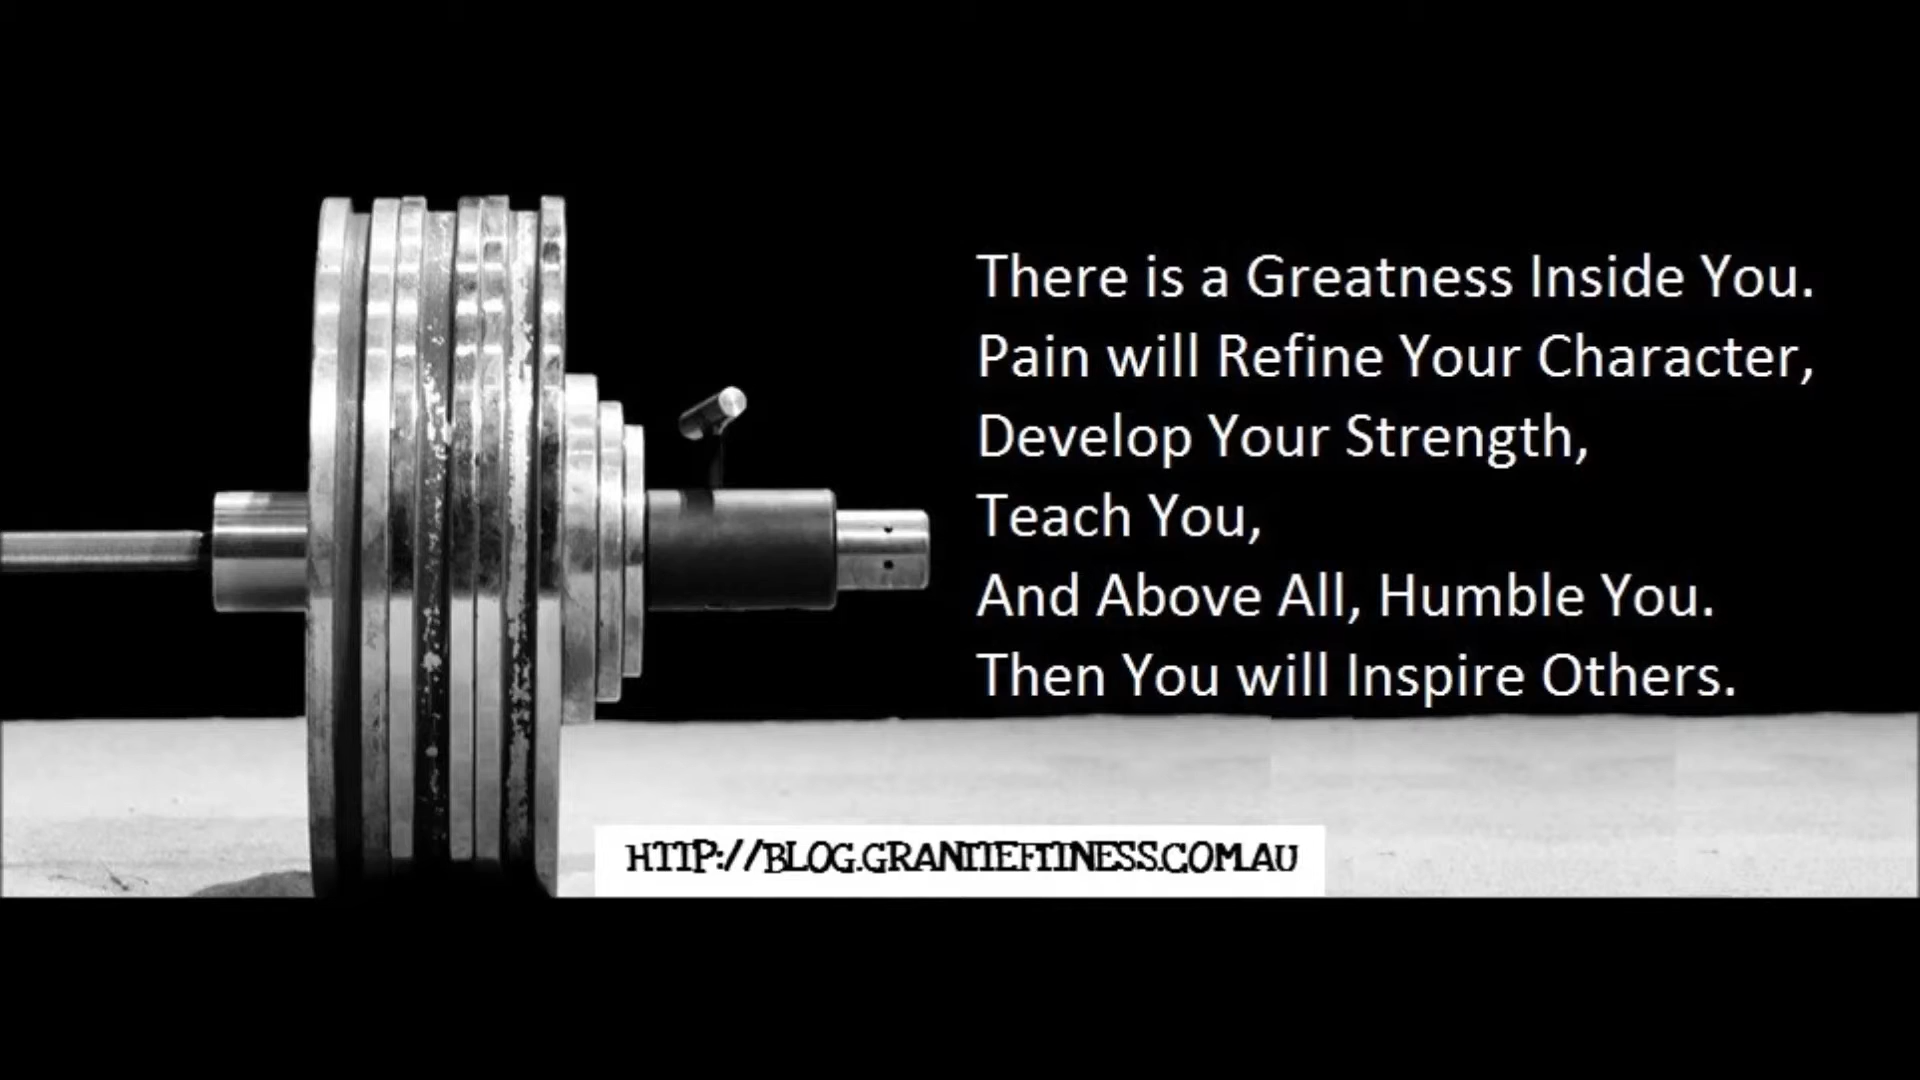 There is a Greatness Inside You.
Pain will Refine Your Character,
Develop Your Strength,
Teach You,
And Above All, Humble You.
Then You will Inspire Others.
HTTP://BLOG.GRANITEFITNESS.COM.AU